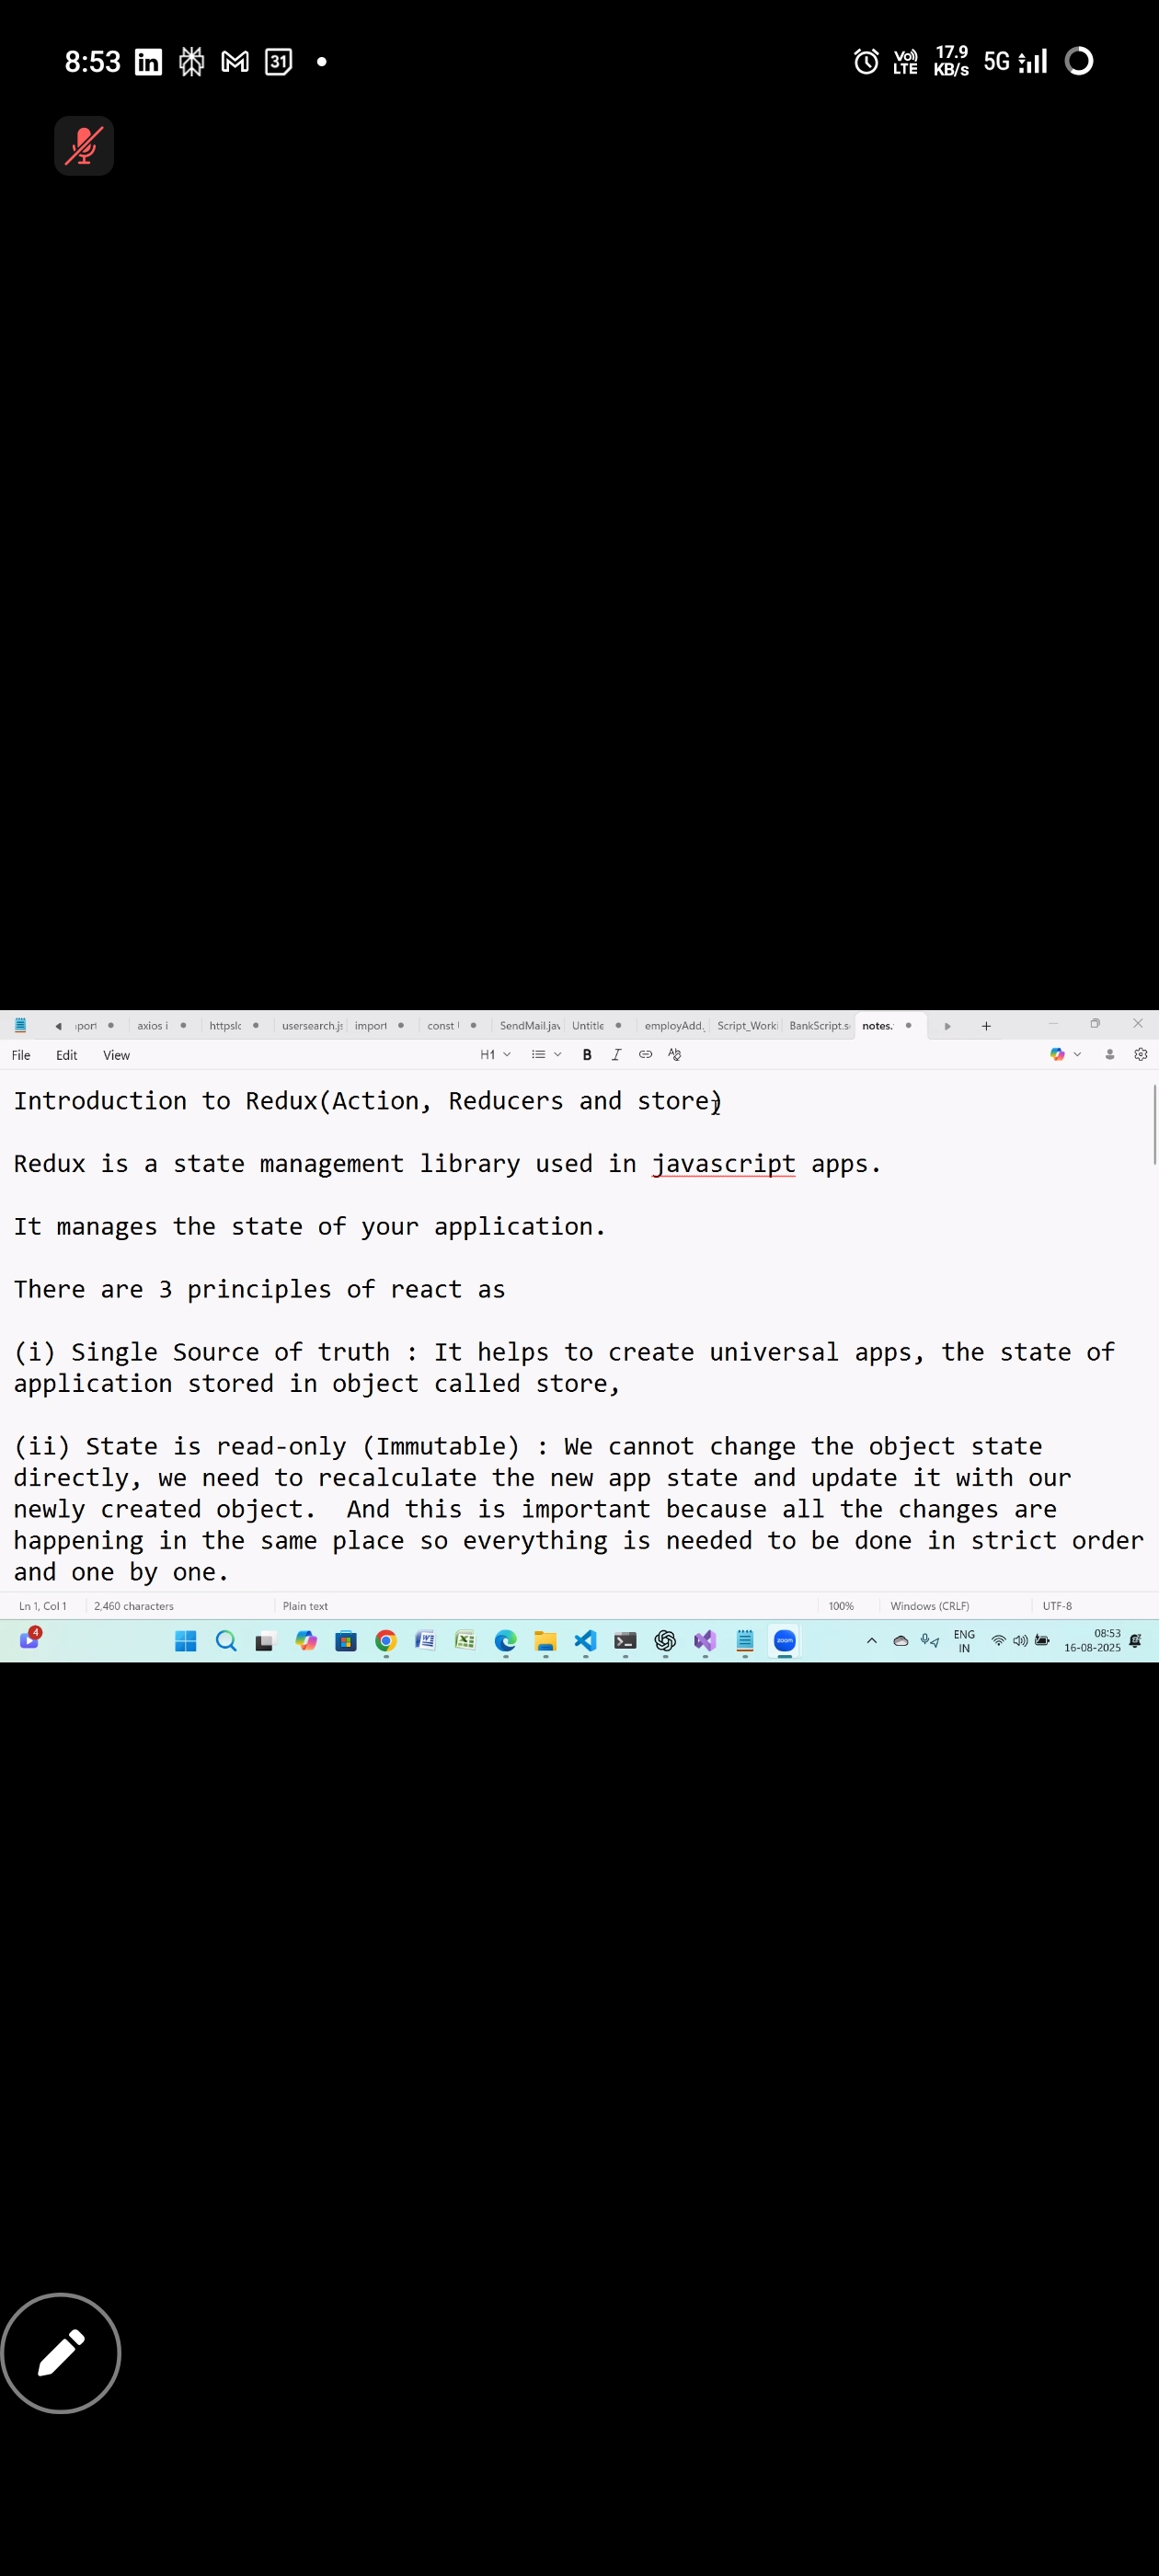 8:53
31
Vo)) LTE
17.9 KB/s
5G
port
axios i
httpslc
usersearch.js
import
const
SendMail.jav
Untitle
employAdd.
Script_Work
BankScript.s
notes.
File Edit View
H1
B I
Introduction to Redux(Action, Reducers and store)
Redux is a state management library used in javascript apps.
It manages the state of your application.
There are 3 principles of react as
(i) Single Source of truth : It helps to create universal apps, the state of
application stored in object called store,
(ii) State is read-only (Immutable) : We cannot change the object state
directly, we need to recalculate the new app state and update it with our
newly created object.  And this is important because all the changes are
happening in the same place so everything is needed to be done in strict order
and one by one.
Ln 1, Col 1
2,460 characters
Plain text
100%
Windows (CRLF)
UTF-8
4
zoom
ENG
IN
08:53
16-08-2025